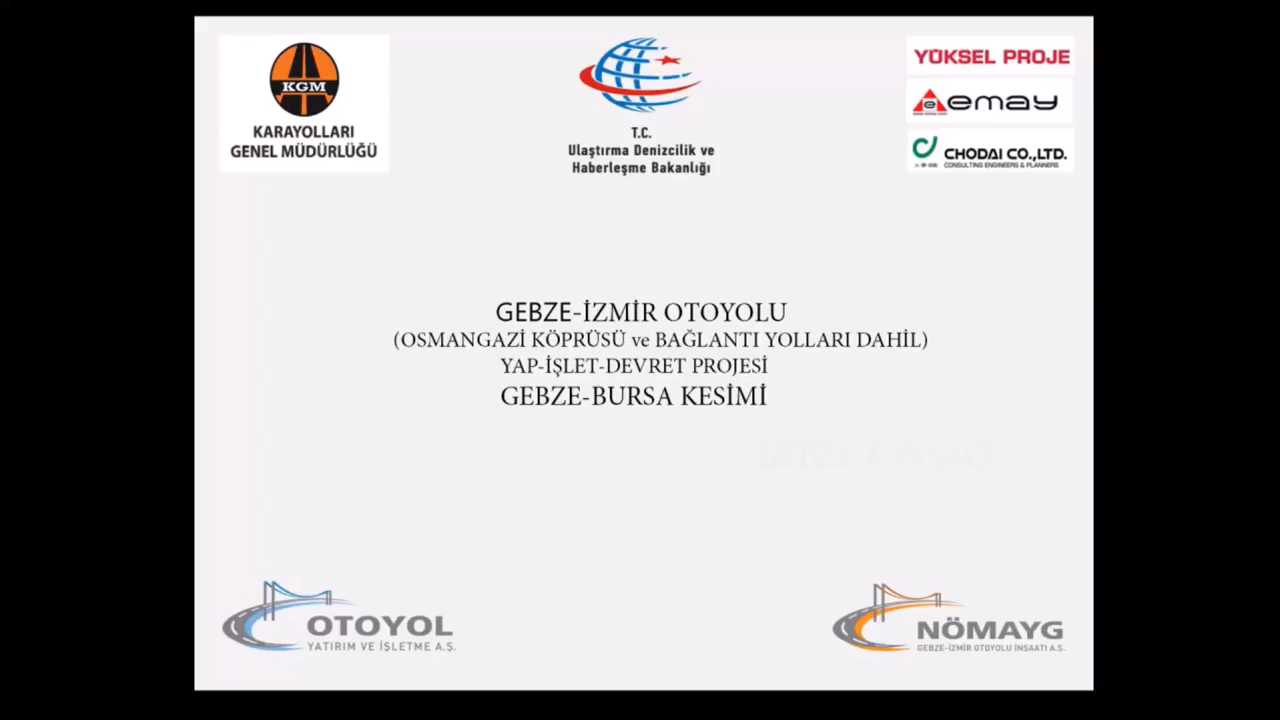 KGM
KARAYOLLARI
GENEL MÜDÜRLÜĞÜ
T.C.
Ulaştırma Denizcilik ve
Haberleşme Bakanlığı
YÜKSEL PROJE
emay
CHODAI CO.,LTD.
CONSULTING ENGINEERS & PLANNERS
GEBZE-İZMİR OTOYOLU
(OSMANGAZİ KÖPRÜSÜ ve BAĞLANTI YOLLARI DAHİL)
YAP-İŞLET-DEVRET PROJESİ
GEBZE-BURSA KESİMİ
OTOYOL
YATIRIM VE İŞLETME A.Ş.
NÖMAYG
GEBZE-İZMİR OTOYOLU İNŞAATI A.Ş.